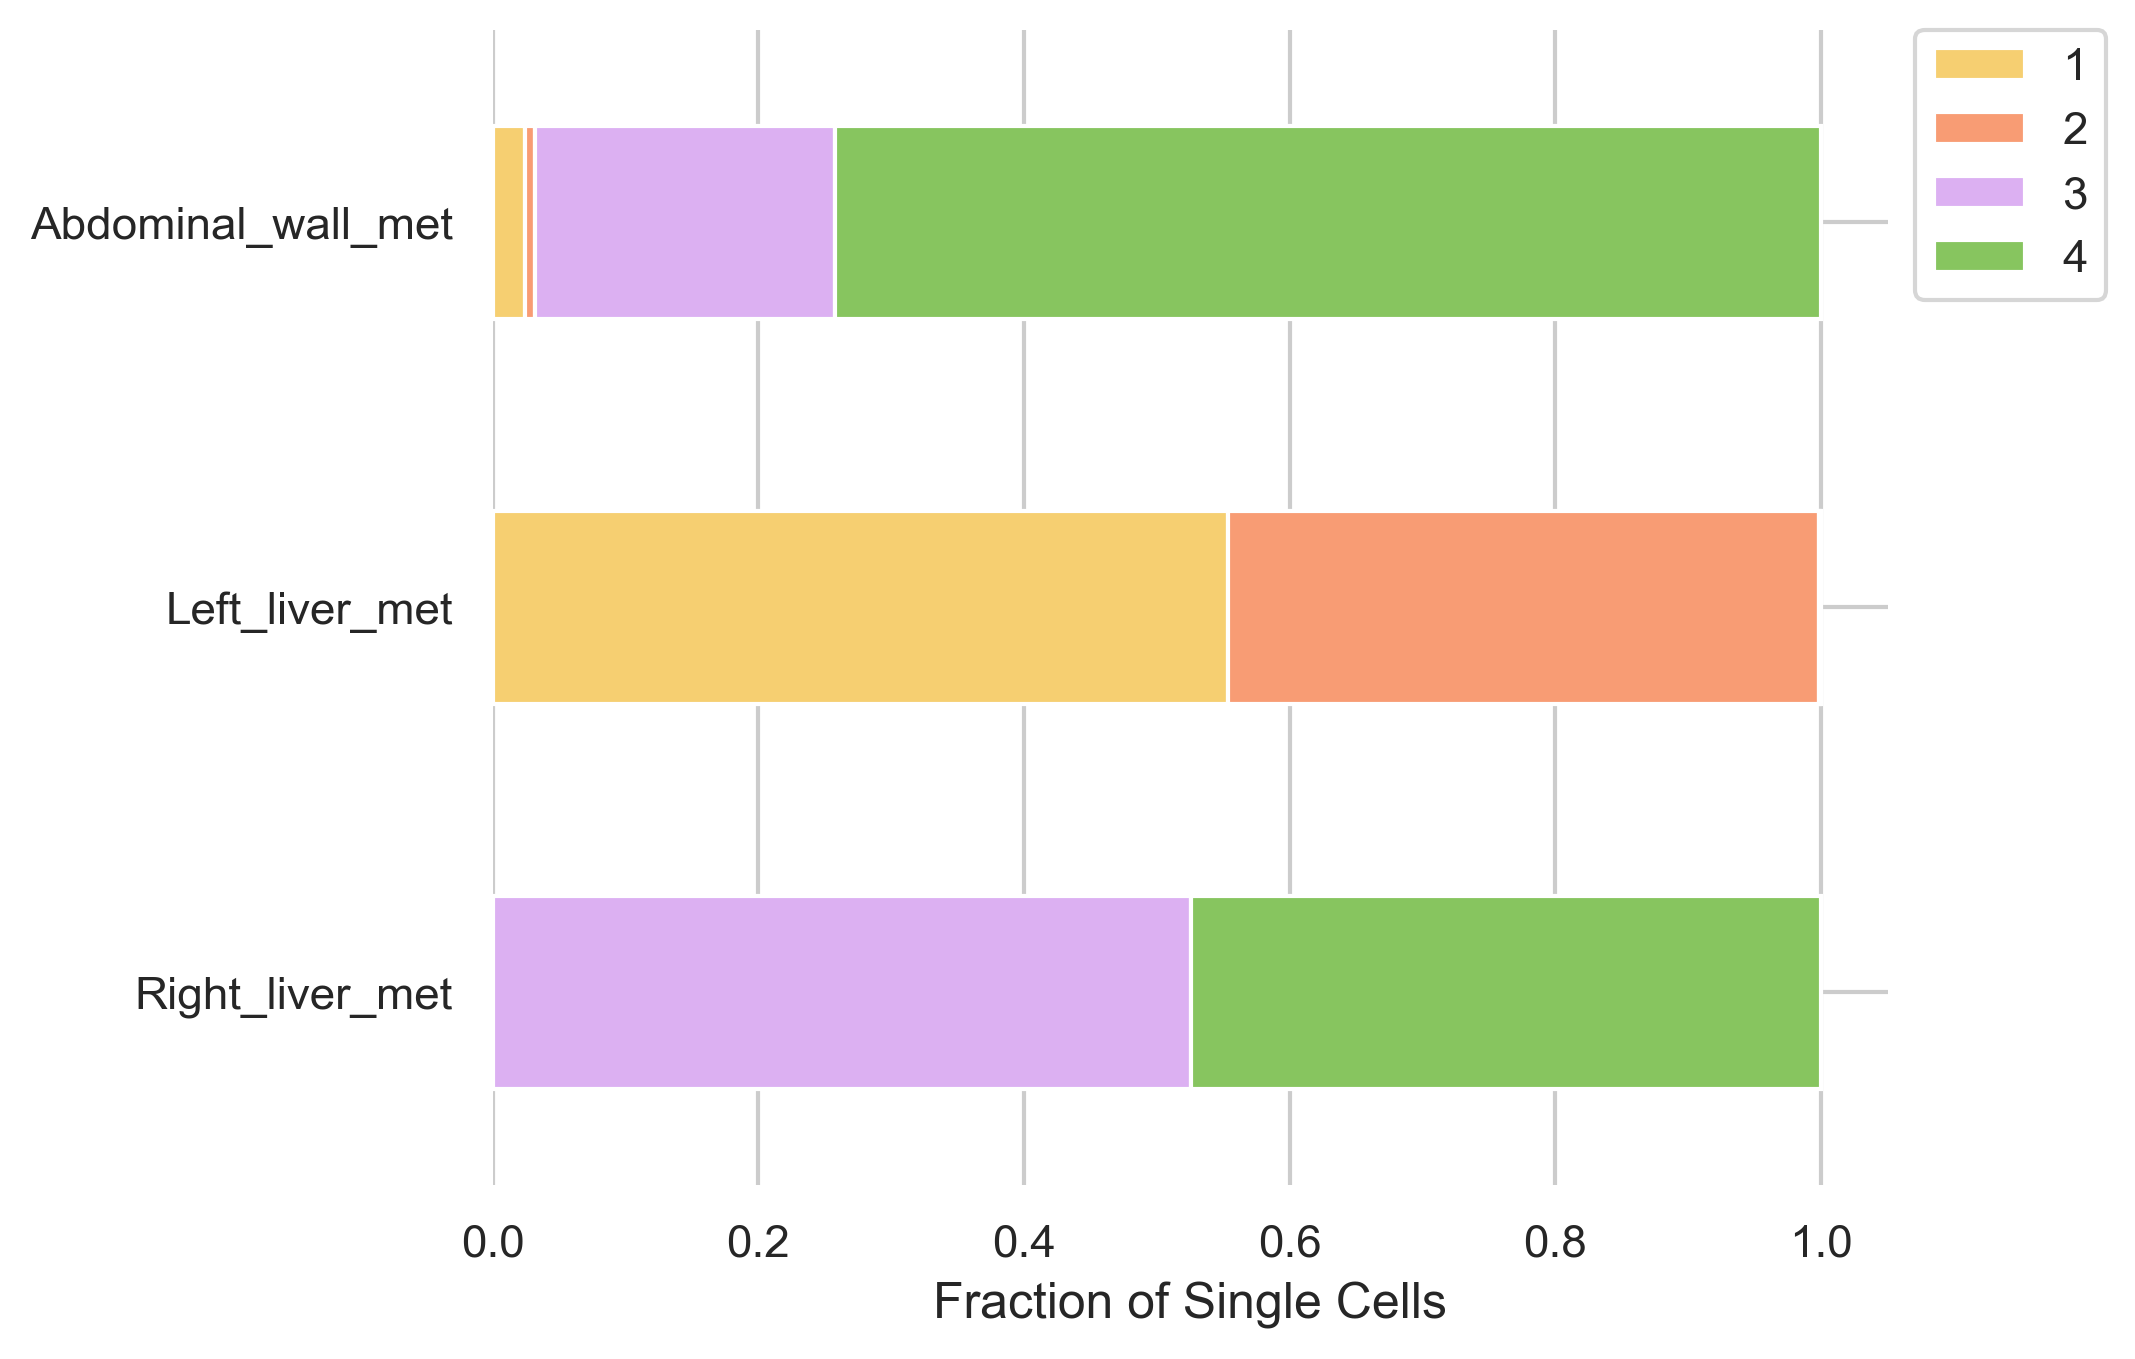 1
2
3
4
Abdominal_wall_met
Left_liver_met
Right_liver_met
0.0 0.2 0.4 0.6 0.8 1.0
Fraction of Single Cells